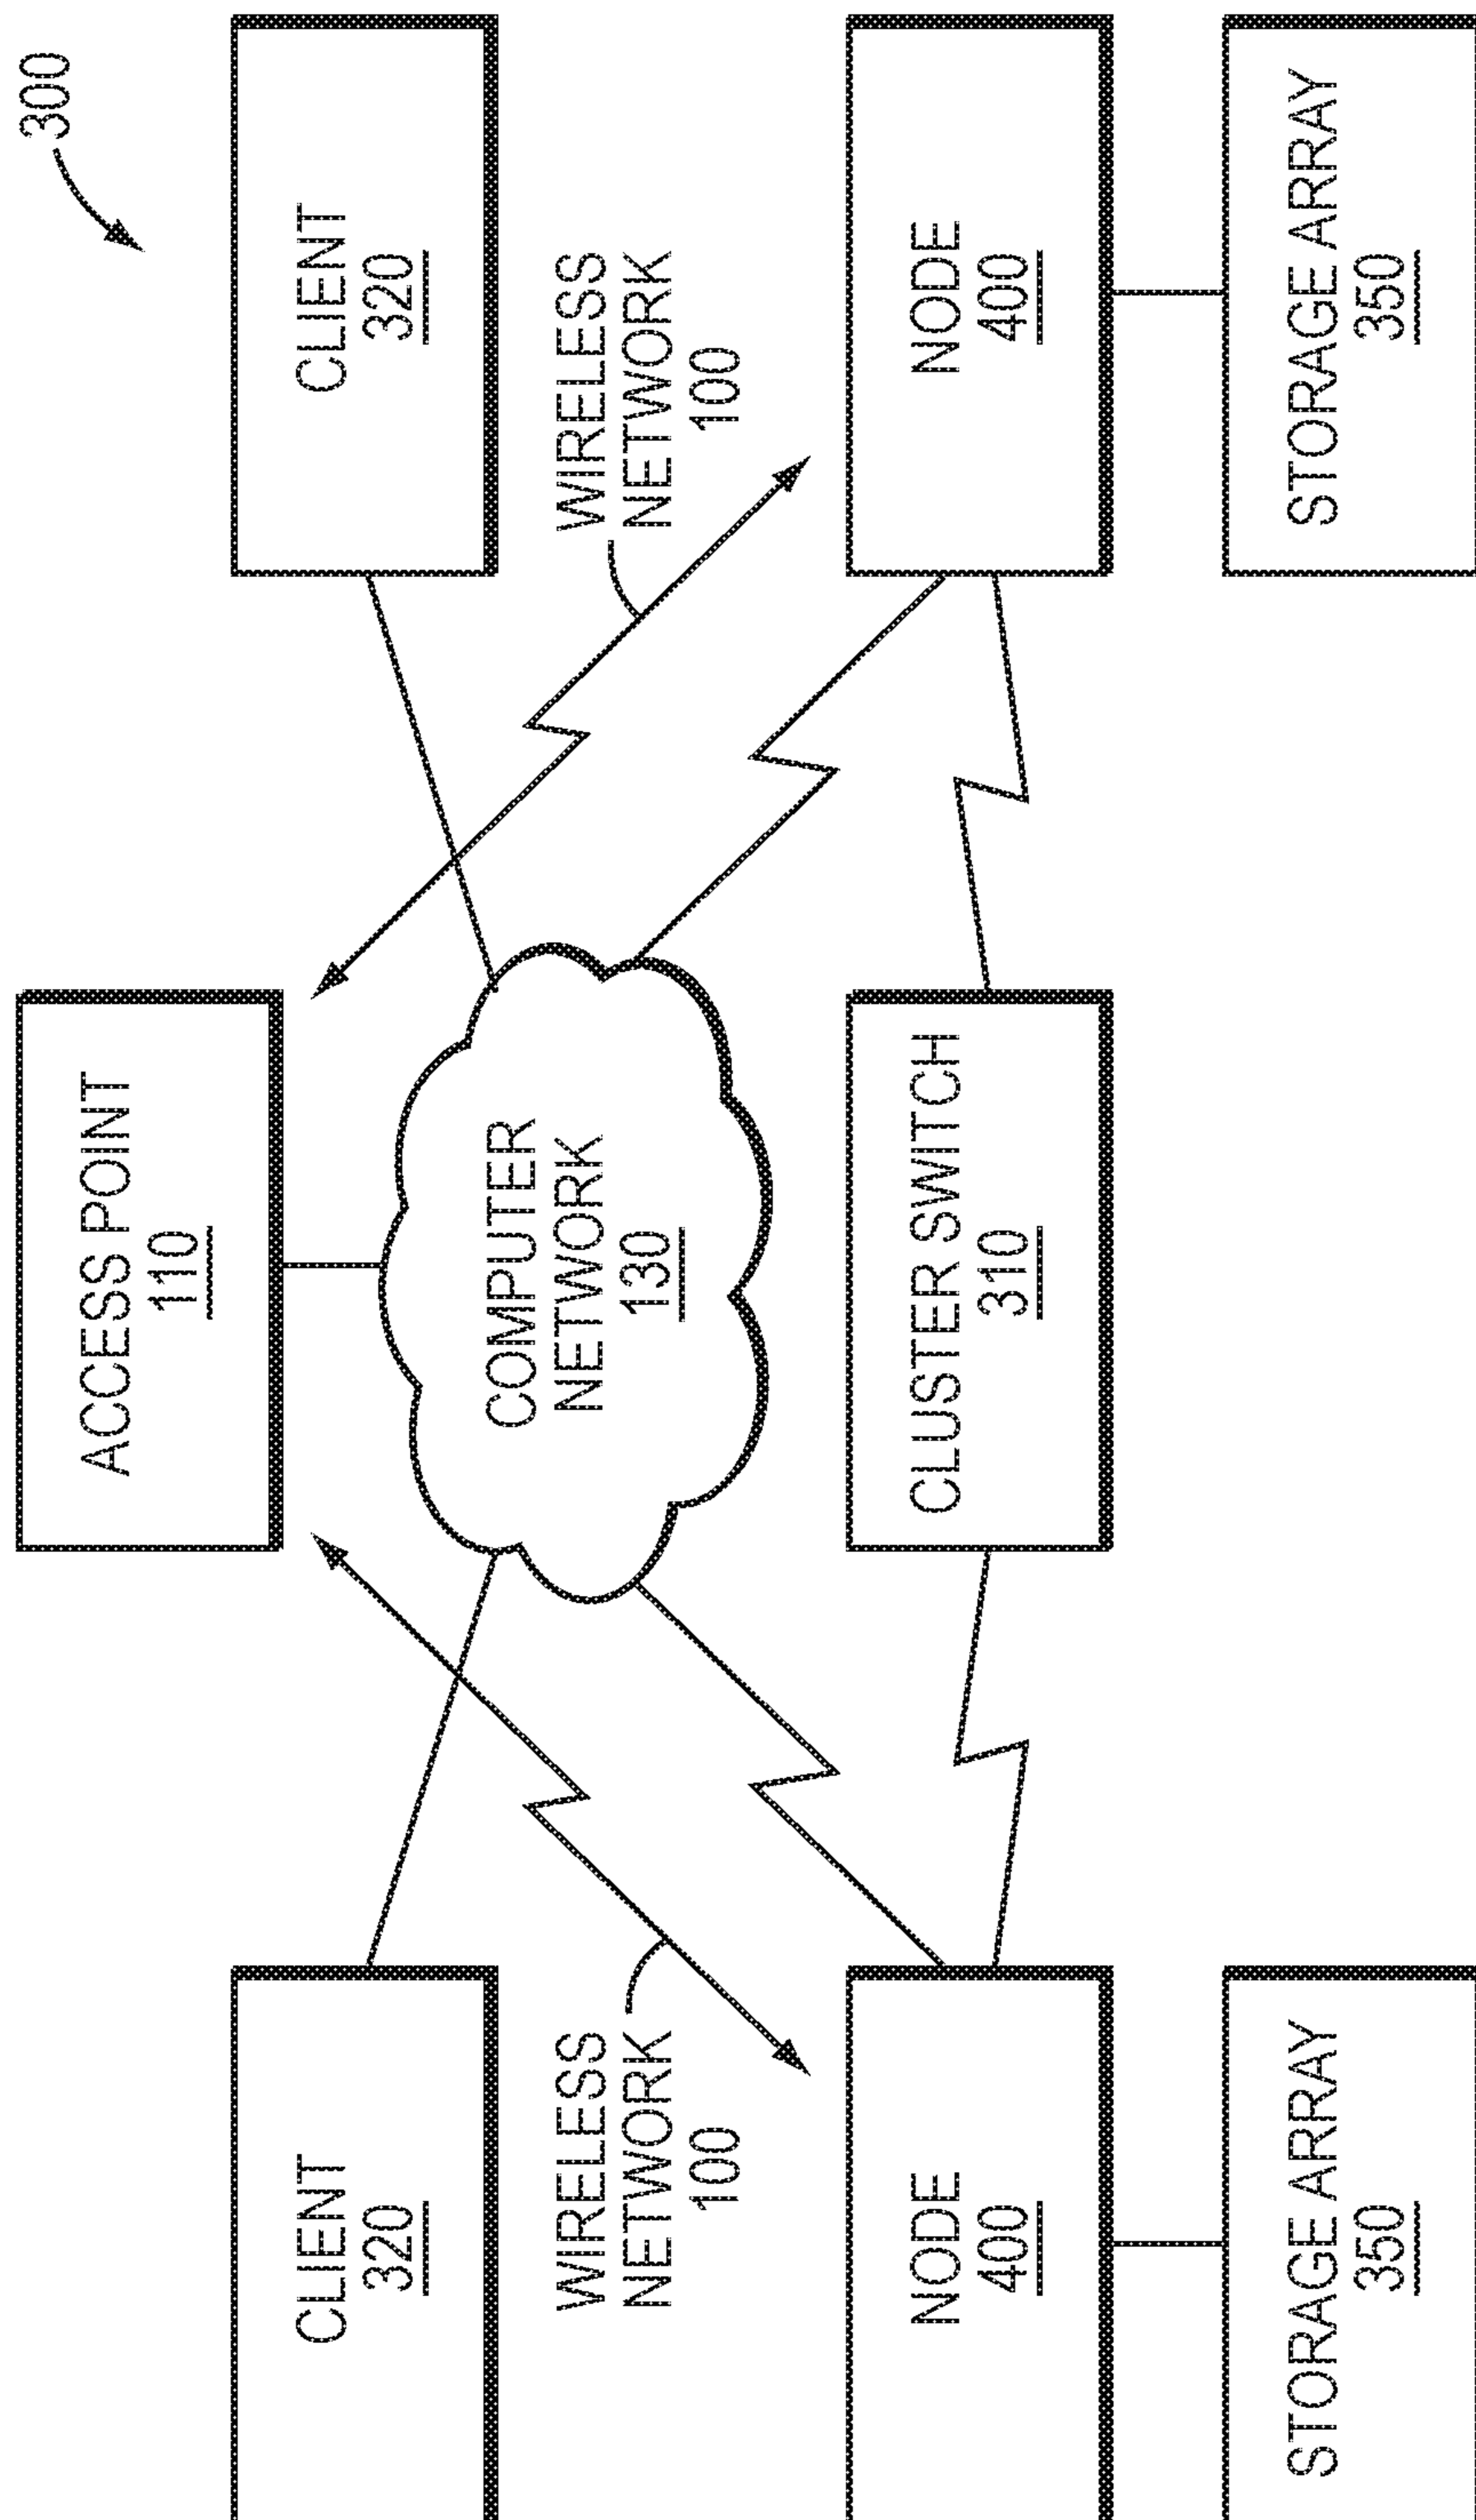 300
ACCESS POINT
110
CLIENT
320
CLIENT
320
COMPUTER
NETWORK
130
WIRELESS
NETWORK
100
WIRELESS
NETWORK
100
NODE
400
CLUSTER SWITCH
310
NODE
400
STORAGE ARRAY
350
STORAGE ARRAY
350